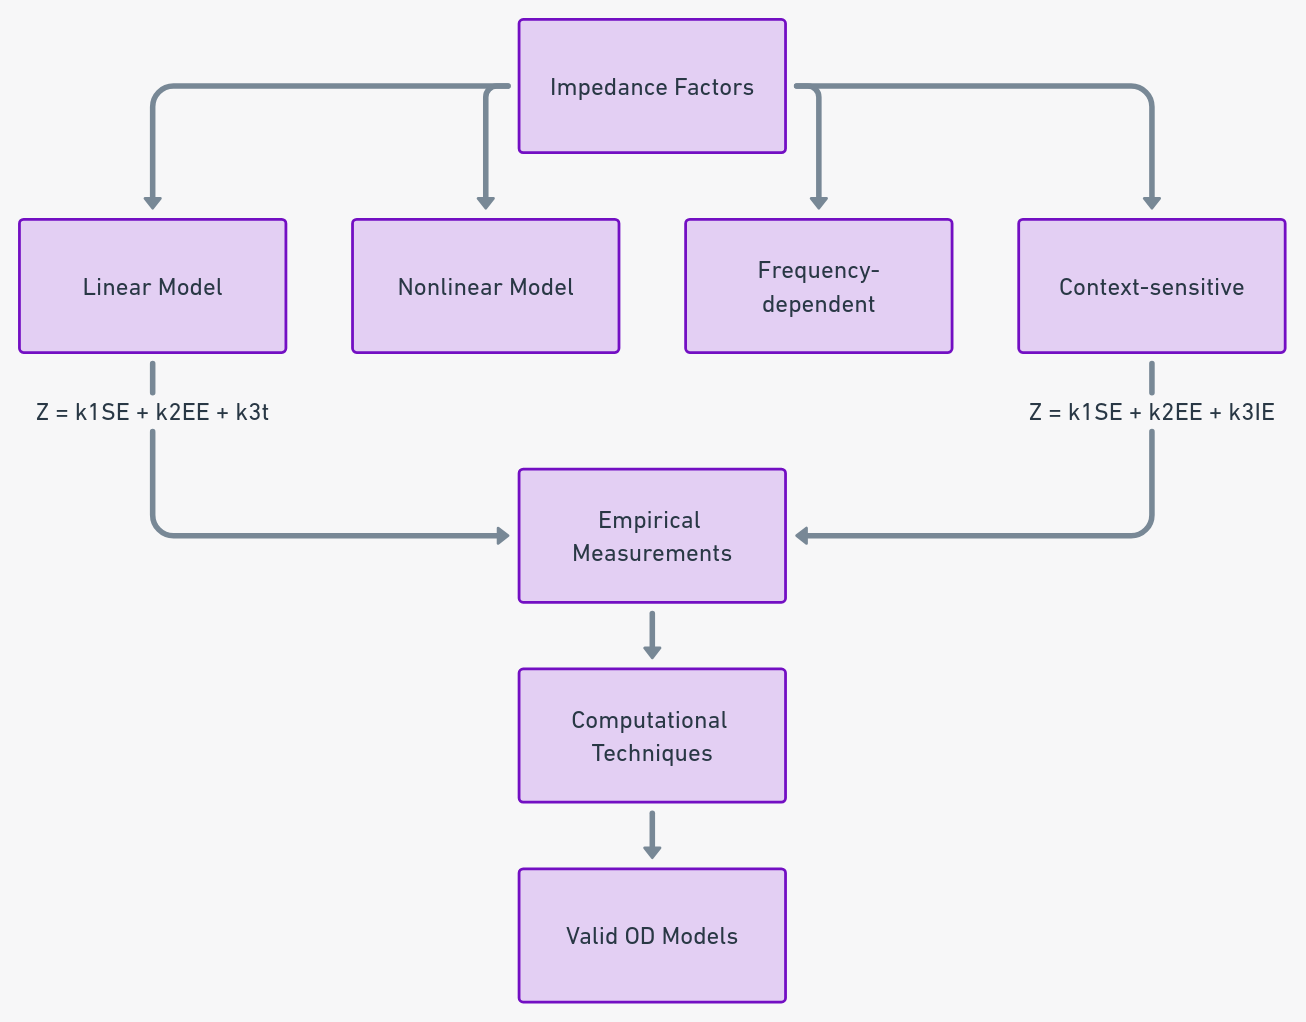 Impedance Factors
Linear Model
Nonlinear Model
Frequency-
dependent
Context-sensitive
Z = k1SE + k2EE + k3t
Z = k1SE + k2EE + k3IE
Empirical
Measurements
Computational
Techniques
Valid OD Models